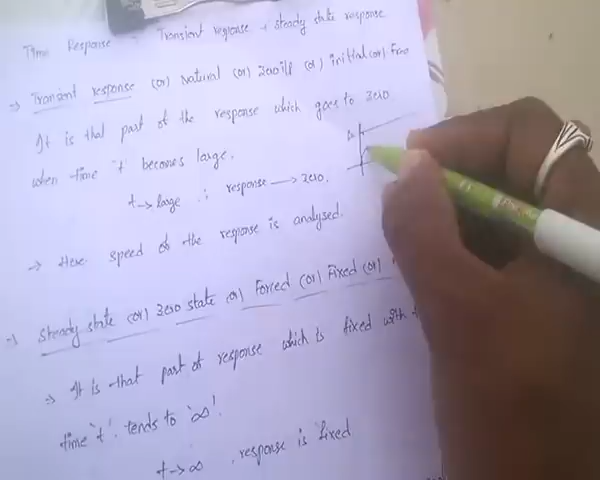 Time Response = Transient response + steady state response
→ Transient response (or) Natural (or) Zero i/p (or) initial (or) Free
It is that part of the response which goes to zero
when time 't' becomes large.
t → large ∴ response → zero.
→ Here speed of the response is analysed.
→ Steady state (or) zero state (or) Forced (or) Fixed (or)
→ It is that part of response which is fixed with
time 't' tends to '∞'.
t → ∞ , response is fixed